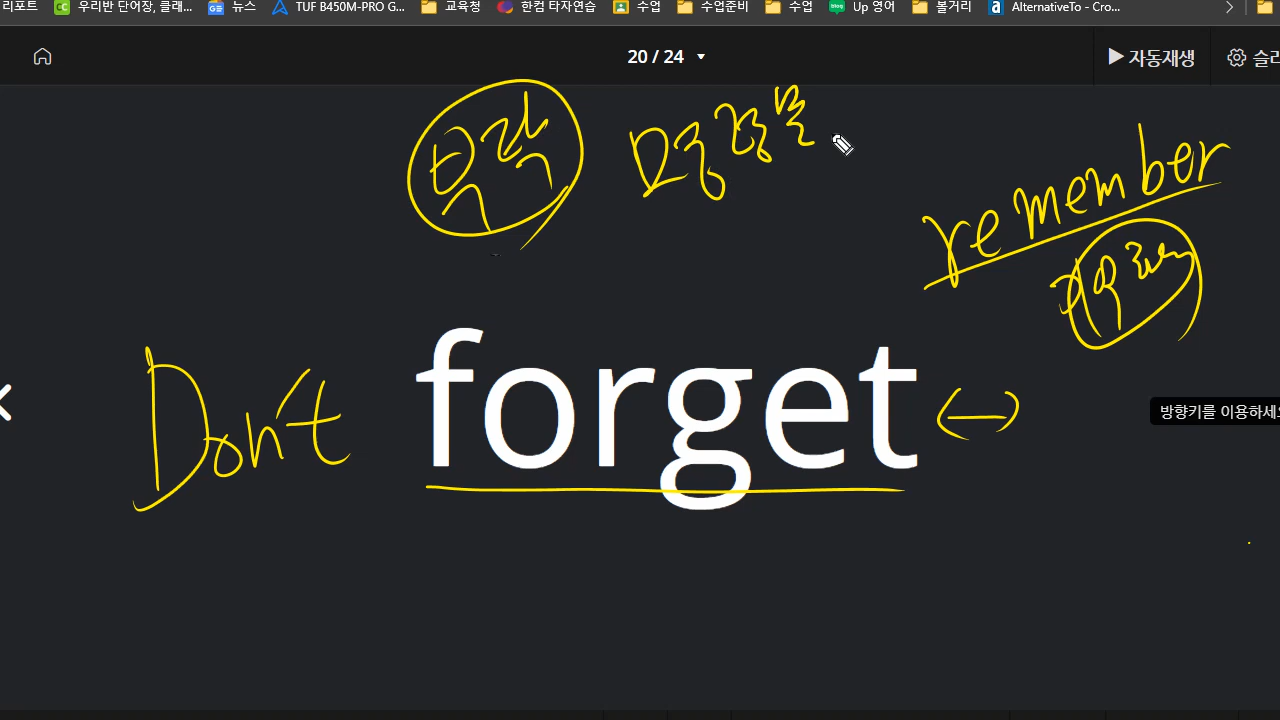 리포트 우리반 단어장, 클래... 뉴스 TUF B450M-PRO G... 교육청 한컴 타자연습 수업 수업준비 수업 Up 영어 볼거리 AlternativeTo - Cro...
20 / 24 자동재생 슬라
remember
Don't forget ↔
방향키를 이용하세요